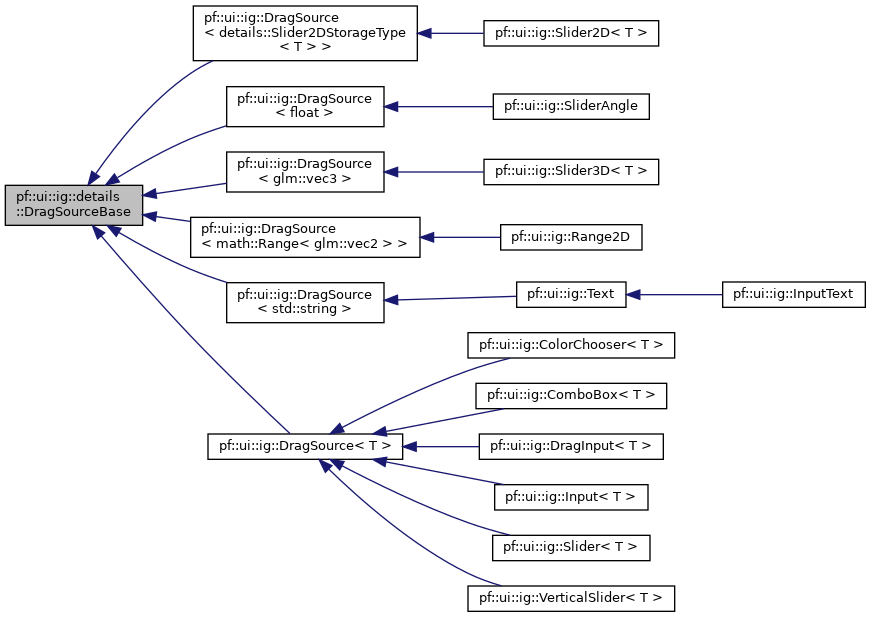 pf::ui::ig::DragSource
< details::Slider2DStorageType
< T > >
pf::ui::ig::Slider2D< T >
pf::ui::ig::DragSource
< float >
pf::ui::ig::SliderAngle
pf::ui::ig::DragSource
< glm::vec3 >
pf::ui::ig::Slider3D< T >
pf::ui::ig::details
::DragSourceBase
pf::ui::ig::DragSource
< math::Range< glm::vec2 > >
pf::ui::ig::Range2D
pf::ui::ig::DragSource
< std::string >
pf::ui::ig::Text
pf::ui::ig::InputText
pf::ui::ig::ColorChooser< T >
pf::ui::ig::ComboBox< T >
pf::ui::ig::DragSource< T >
pf::ui::ig::DragInput< T >
pf::ui::ig::Input< T >
pf::ui::ig::Slider< T >
pf::ui::ig::VerticalSlider< T >